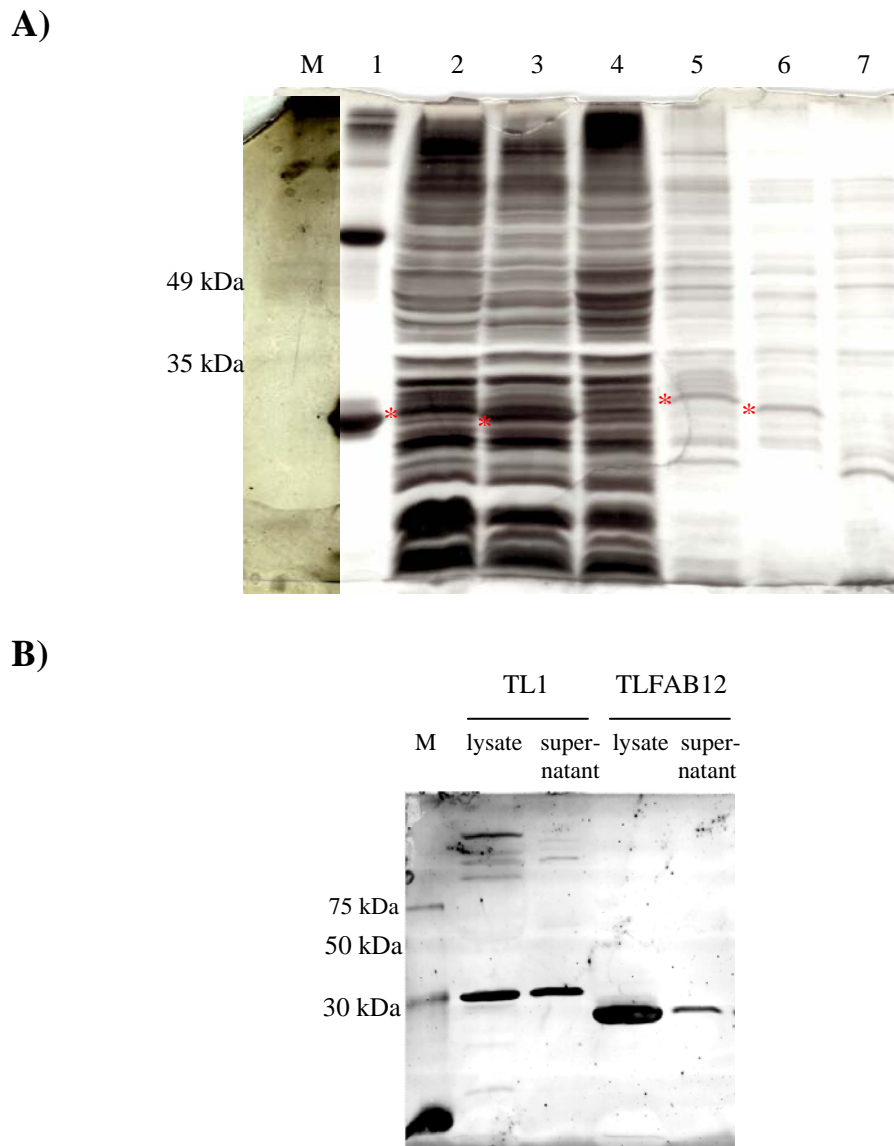 A)
M 1 2 3 4 5 6 7
49 kDa
35 kDa
* * * *
B)
TL1 TLFAB12
M lysate super- lysate super-
natant natant
75 kDa
50 kDa
30 kDa